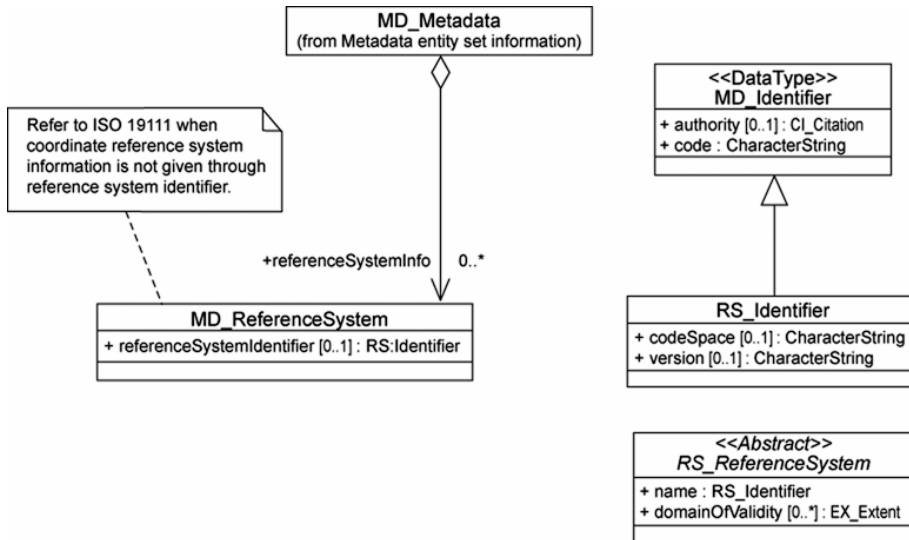 MD_Metadata
(from Metadata entity set information)
Refer to ISO 19111 when
coordinate reference system
information is not given through
reference system identifier.
+referenceSystemInfo 0..*
MD_ReferenceSystem
+ referenceSystemIdentifier [0..1] : RS:Identifier
<<DataType>>
MD_Identifier
+ authority [0..1] : CI_Citation
+ code : CharacterString
RS_Identifier
+ codeSpace [0..1] : CharacterString
+ version [0..1] : CharacterString
<<Abstract>>
RS_ReferenceSystem
+ name : RS_Identifier
+ domainOfValidity [0..*] : EX_Extent